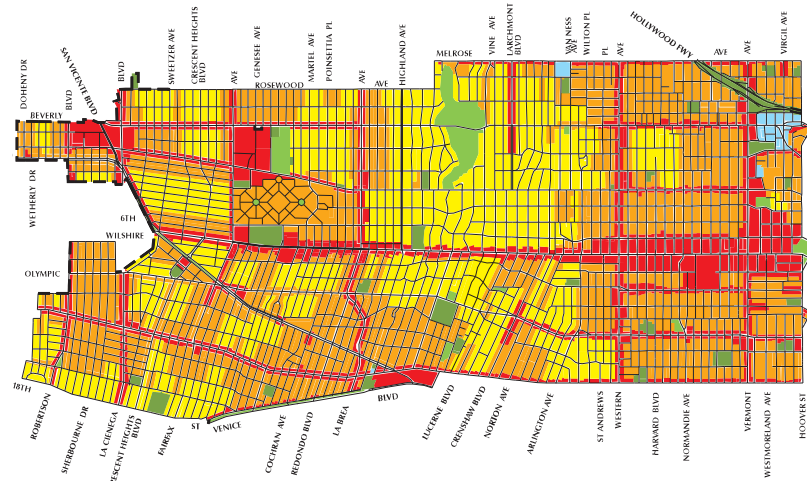 DOHENY DR
SAN VICENTE BLVD
BLVD
BLVD
SWEETZER AVE
CRESCENT HEIGHTS
BLVD
AVE
GENESEE AVE
ROSEWOOD
MARTEL AVE
POINSETTIA PL
AVE
AVE
HIGHLAND AVE
MELROSE
VINE AVE
LARCHMONT
BLVD
VAN NESS
AVE
WILTON PL
PL
AVE
HOLLYWOOD FWY
AVE
AVE
VIRGIL AVE
BEVERLY
WETHERLY DR
6TH
WILSHIRE
OLYMPIC
18TH
ROBERTSON
SHERBOURNE DR
LA CIENEGA
CRESCENT HEIGHTS
BLVD
FAIRFAX
ST
VENICE
COCHRAN AVE
REDONDO BLVD
LA BREA
BLVD
LUCERNE BLVD
CRENSHAW BLVD
NORTON AVE
ARLINGTON AVE
ST ANDREWS
WESTERN
HARVARD BLVD
NORMANDIE AVE
VERMONT
WESTMORELAND AVE
HOOVER ST